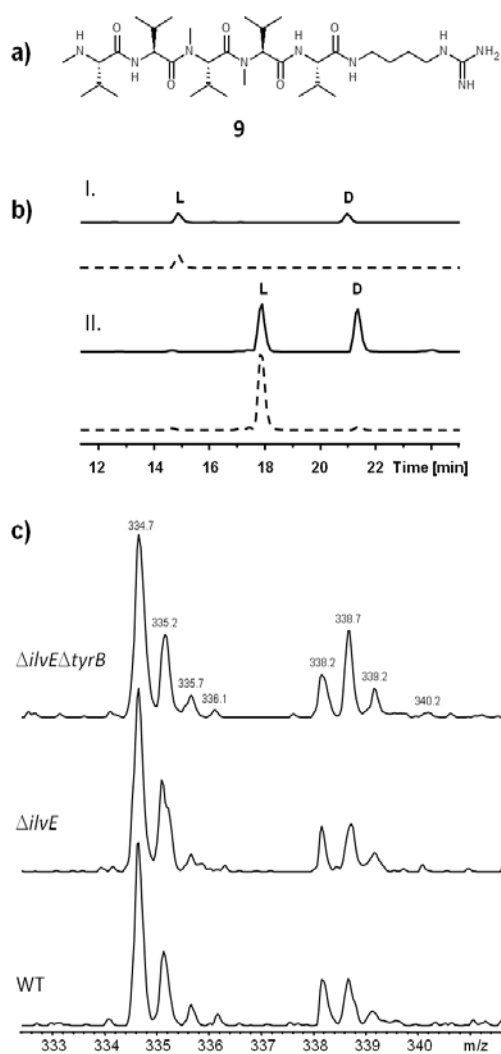 a)
O
O
O
H
N
N
H
N
H
N
NH₂
N
H
N
N
H
O
O
NH
9
b)
I.
L
D
II.
L
D
12 14 16 18 20 22 Time [min]
c)
334.7
335.2
335.7
336.1
338.2
338.7
339.2
340.2
ΔilvEΔtyrB
ΔilvE
WT
333 334 335 336 337 338 339 m/z